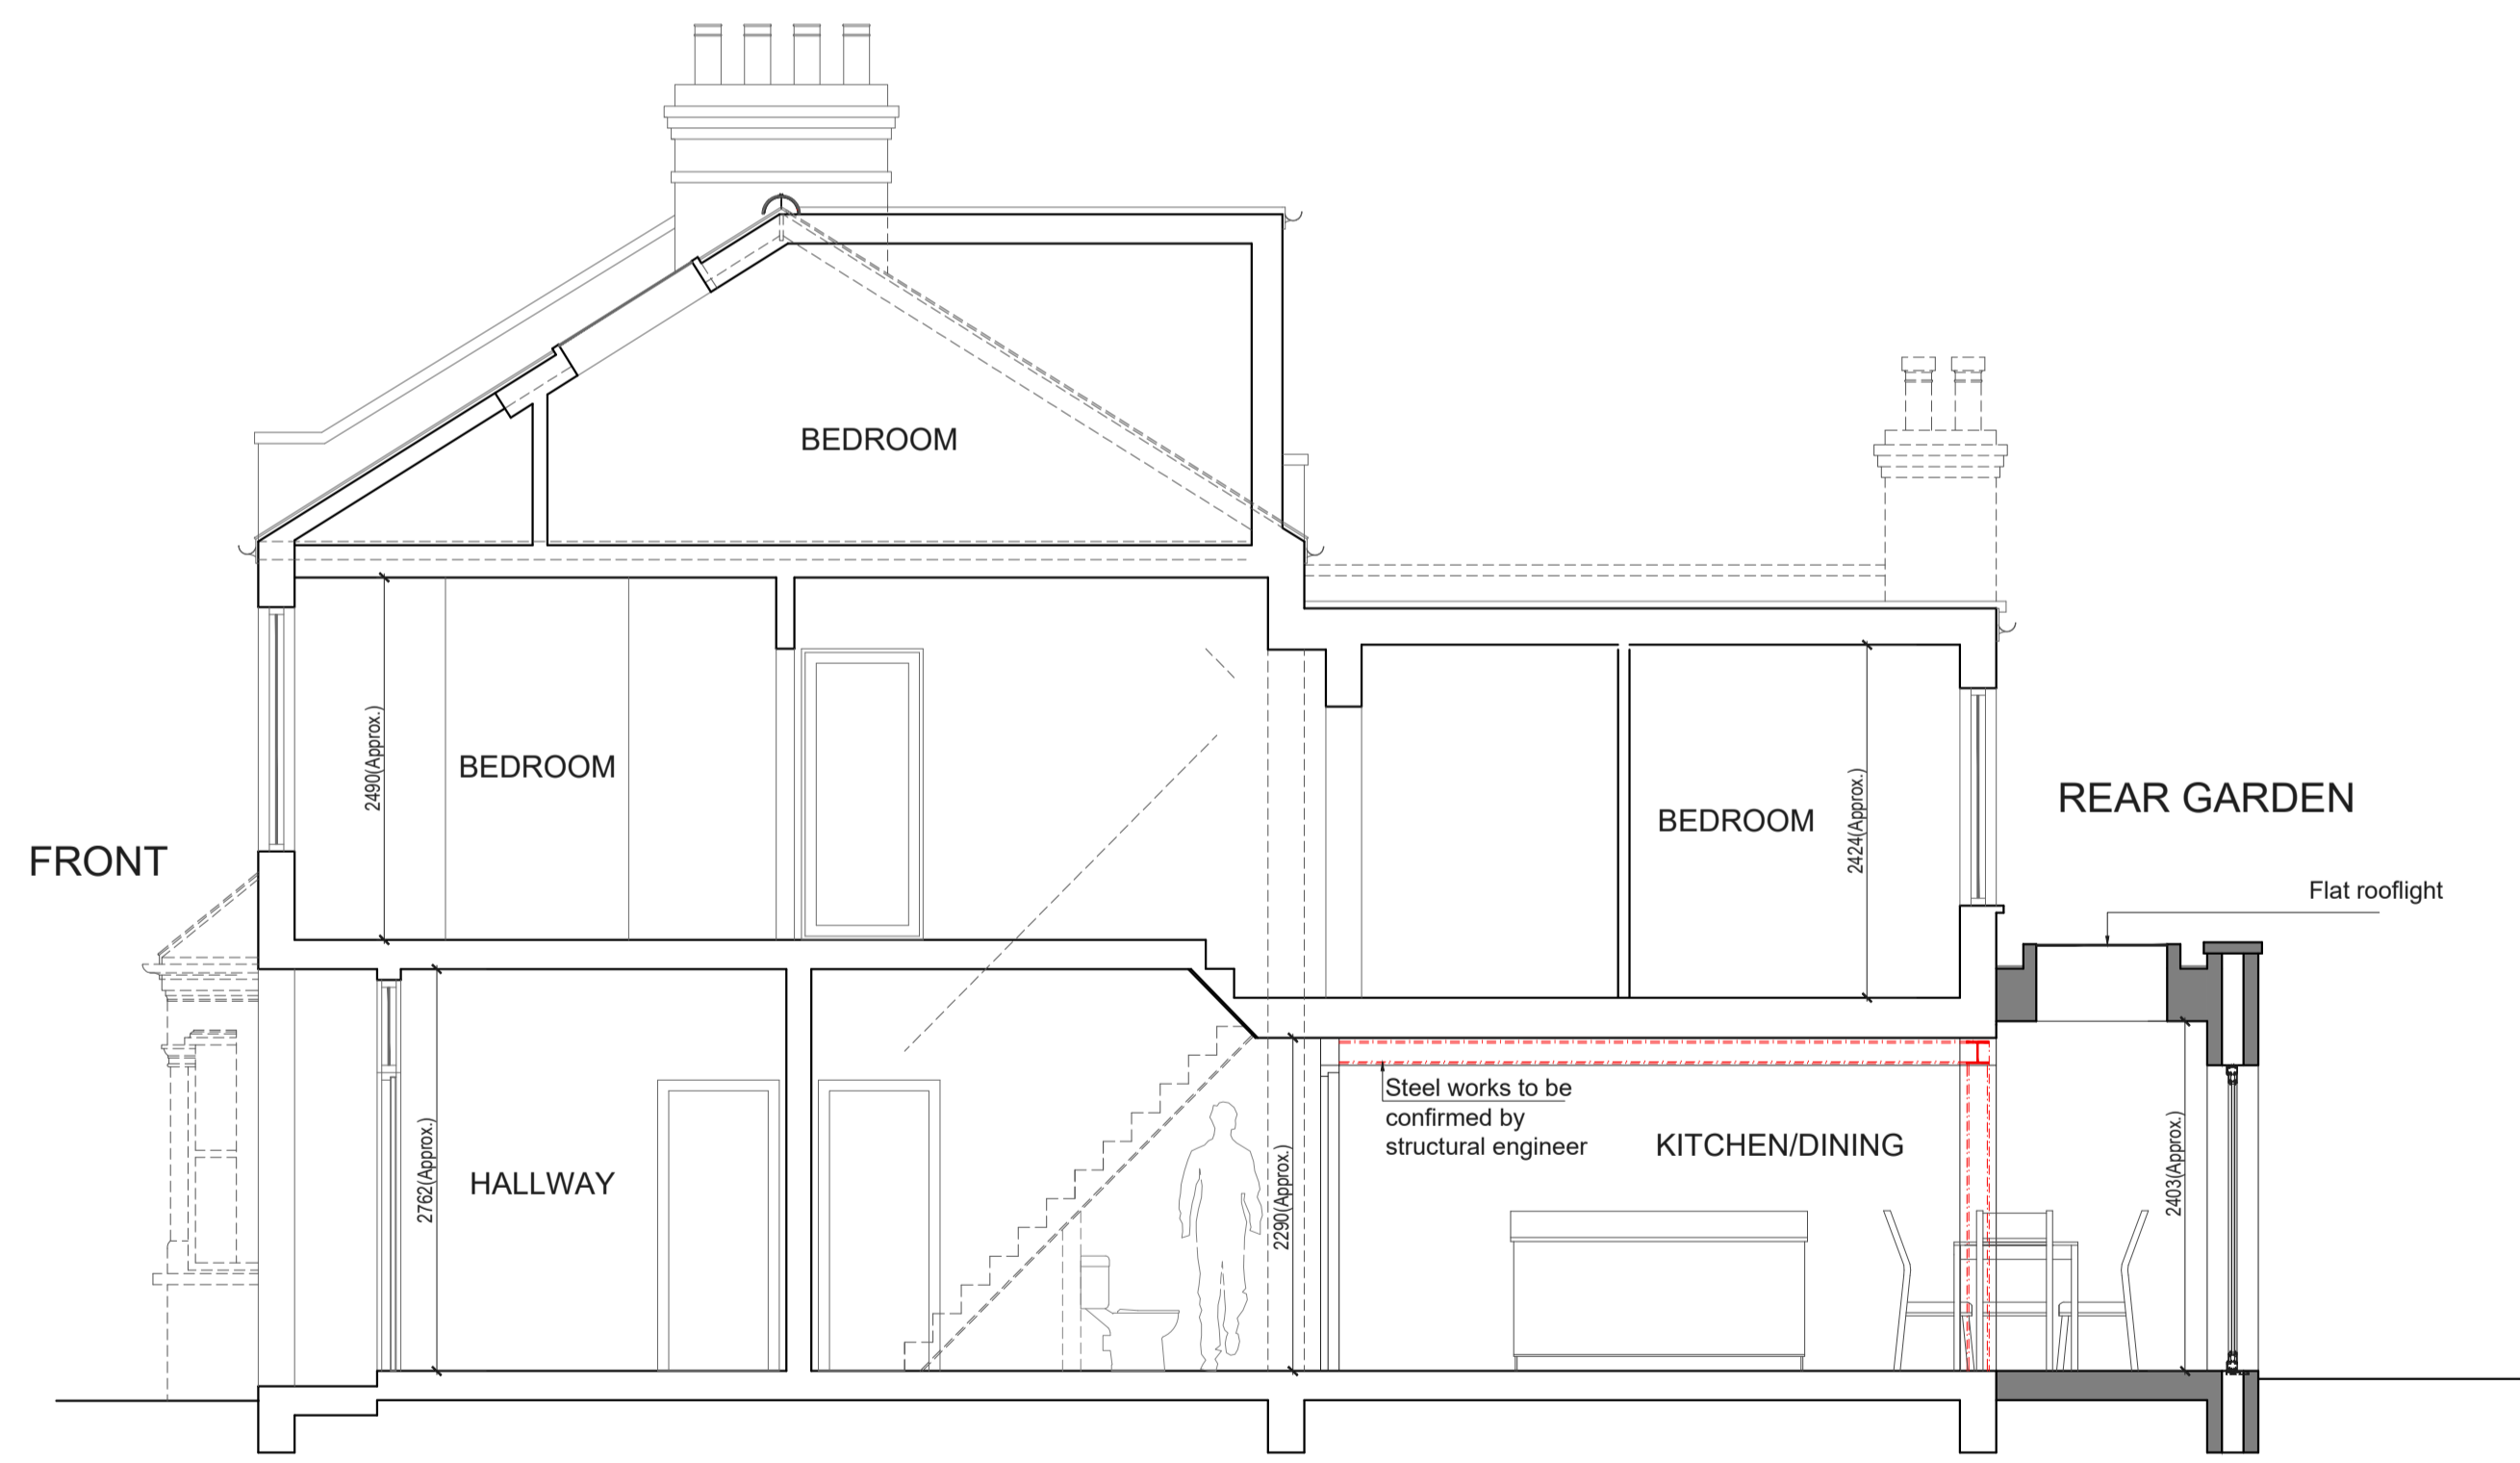 BEDROOM
2490(Approx.)
BEDROOM
BEDROOM
2424(Approx.)
REAR GARDEN
FRONT
Flat rooflight
2762(Approx.)
HALLWAY
2290(Approx.)
Steel works to be
confirmed by
structural engineer
KITCHEN/DINING
2403(Approx.)